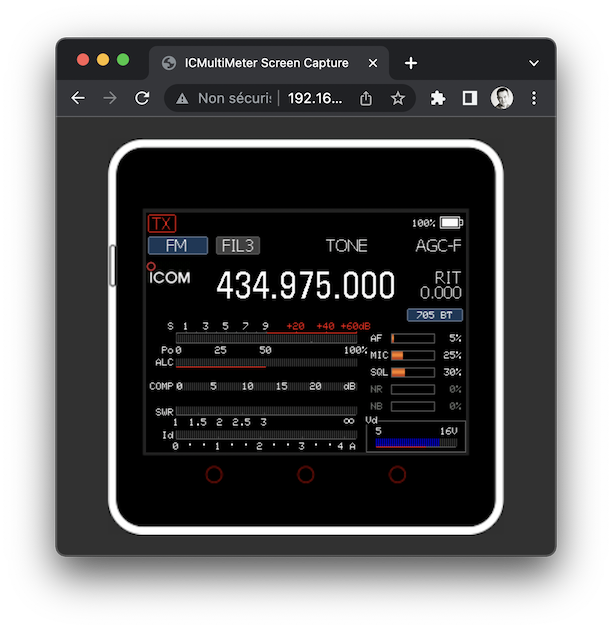 ICMultiMeter Screen Capture
Non sécuris
192.16...
TX
100%
FM FIL3 TONE AGC-F
ICOM 434.975.000 RIT
0.000
705 BT
S 1 3 5 7 9 +20 +40 +60dB
AF 5%
Po 0 25 50 100%
MIC 25%
ALC
SQL 30%
COMP 0 5 10 15 20 dB
NR 0%
NB 0%
SWR
1 1.5 2 2.5 3 ∞
Vd
5 16V
Id
0 · 1 · 2 · 3 · 4 A